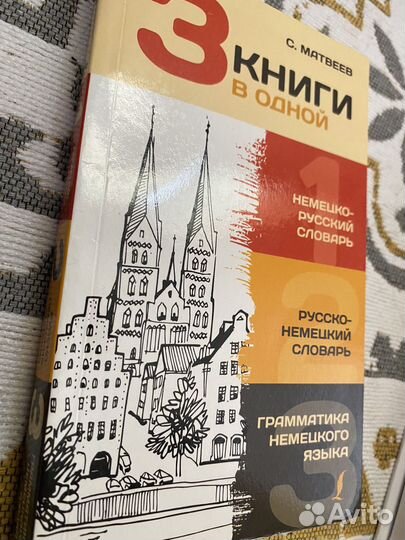 С. МАТВЕЕВ
3 КНИГИ
В ОДНОЙ
1
НЕМЕЦКО-
РУССКИЙ
СЛОВАРЬ
2
РУССКО-
НЕМЕЦКИЙ
СЛОВАРЬ
3
ГРАММАТИКА
НЕМЕЦКОГО
ЯЗЫКА
Avito